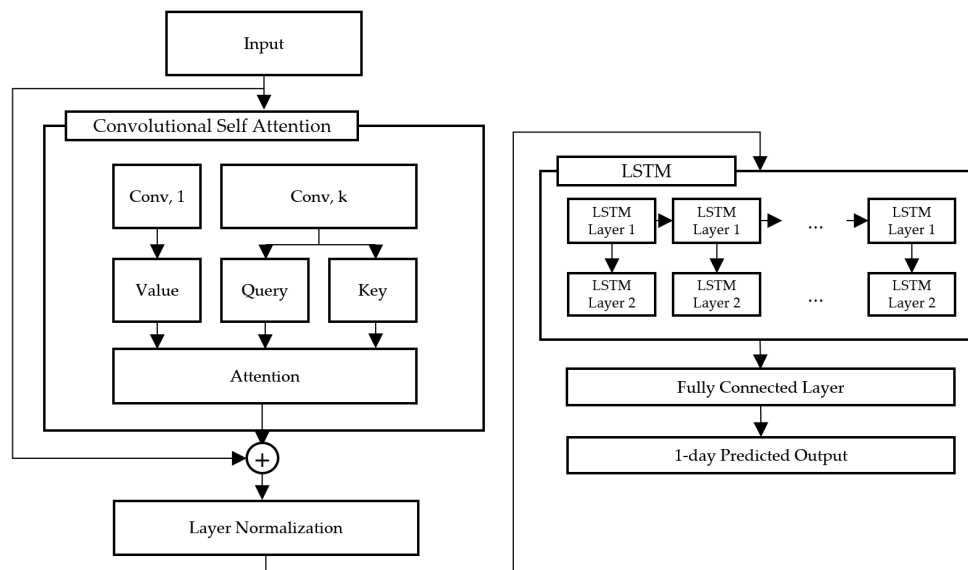 Input
Convolutional Self Attention
Conv, 1
Conv, k
Value
Query
Key
Attention
+
Layer Normalization
LSTM
LSTM
Layer 1
LSTM
Layer 1
...
LSTM
Layer 1
LSTM
Layer 2
LSTM
Layer 2
...
LSTM
Layer 2
Fully Connected Layer
1-day Predicted Output